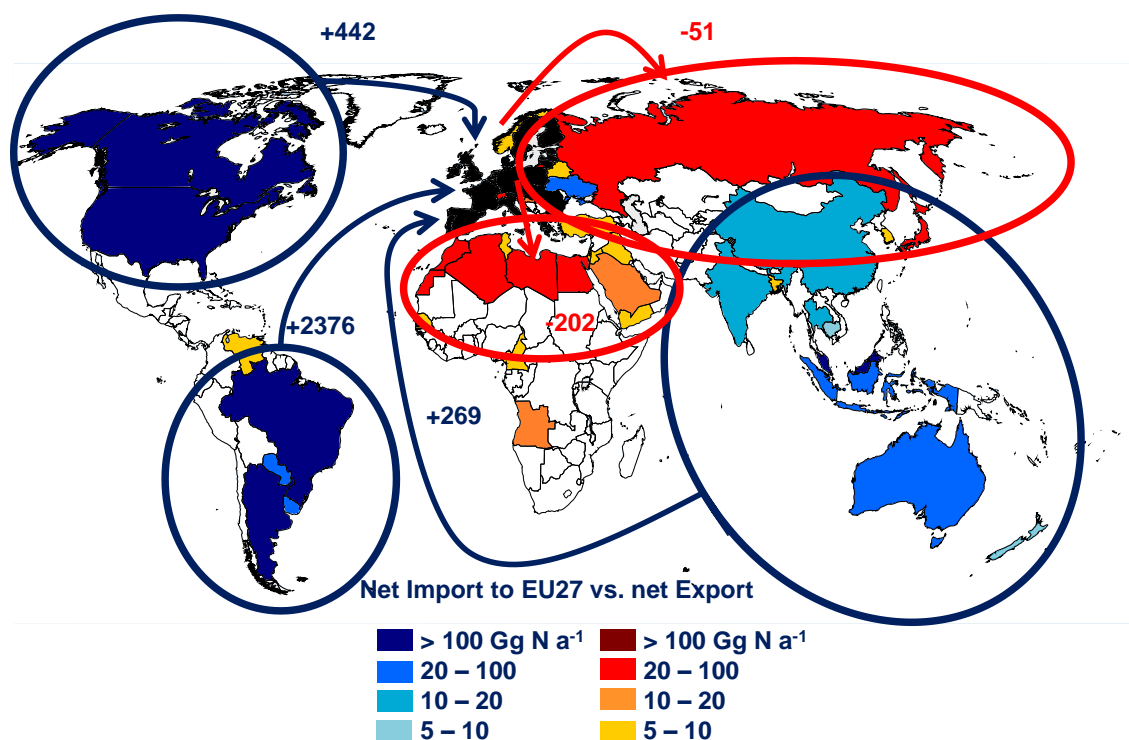 +442
-51
+2376
-202
+269
Net Import to EU27 vs. net Export
> 100 Gg N a⁻¹
> 100 Gg N a⁻¹
20 – 100
20 – 100
10 – 20
10 – 20
5 – 10
5 – 10